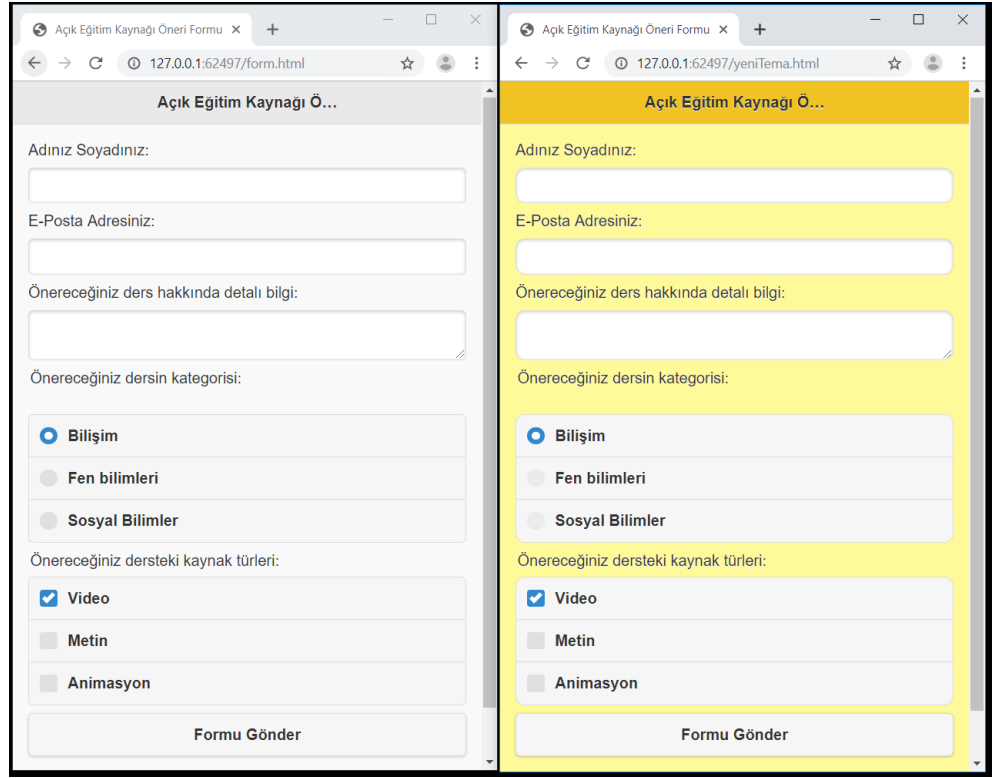 Açık Eğitim Kaynağı Öneri Formu
127.0.0.1:62497/form.html
Açık Eğitim Kaynağı Ö...
Adınız Soyadınız:
E-Posta Adresiniz:
Önereceğiniz ders hakkında detalı bilgi:
Önereceğiniz dersin kategorisi:
Bilişim
Fen bilimleri
Sosyal Bilimler
Önereceğiniz dersteki kaynak türleri:
Video
Metin
Animasyon
Formu Gönder
Açık Eğitim Kaynağı Öneri Formu
127.0.0.1:62497/yeniTema.html
Açık Eğitim Kaynağı Ö...
Adınız Soyadınız:
E-Posta Adresiniz:
Önereceğiniz ders hakkında detalı bilgi:
Önereceğiniz dersin kategorisi:
Bilişim
Fen bilimleri
Sosyal Bilimler
Önereceğiniz dersteki kaynak türleri:
Video
Metin
Animasyon
Formu Gönder